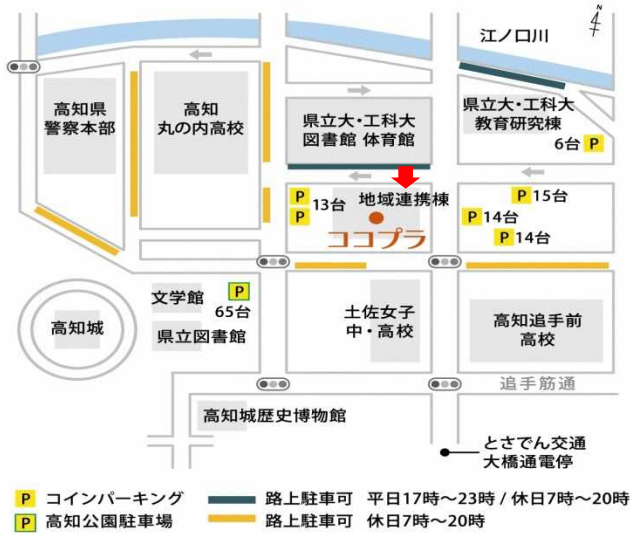 江ノ口川
4
高知県
警察本部
高知
丸の内高校
県立大・工科大
図書館 体育館
県立大・工科大
教育研究棟
6台 P
P
P
13台
地域連携棟
ココプラ
P 15台
P 14台
P 14台
文学館
P
65台
県立図書館
高知城
土佐女子
中・高校
高知追手前
高校
追手筋通
高知城歴史博物館
とさでん交通
大橋通電停
P コインパーキング
路上駐車可 平日17時～23時 / 休日7時～20時
P 高知公園駐車場
路上駐車可 休日7時～20時